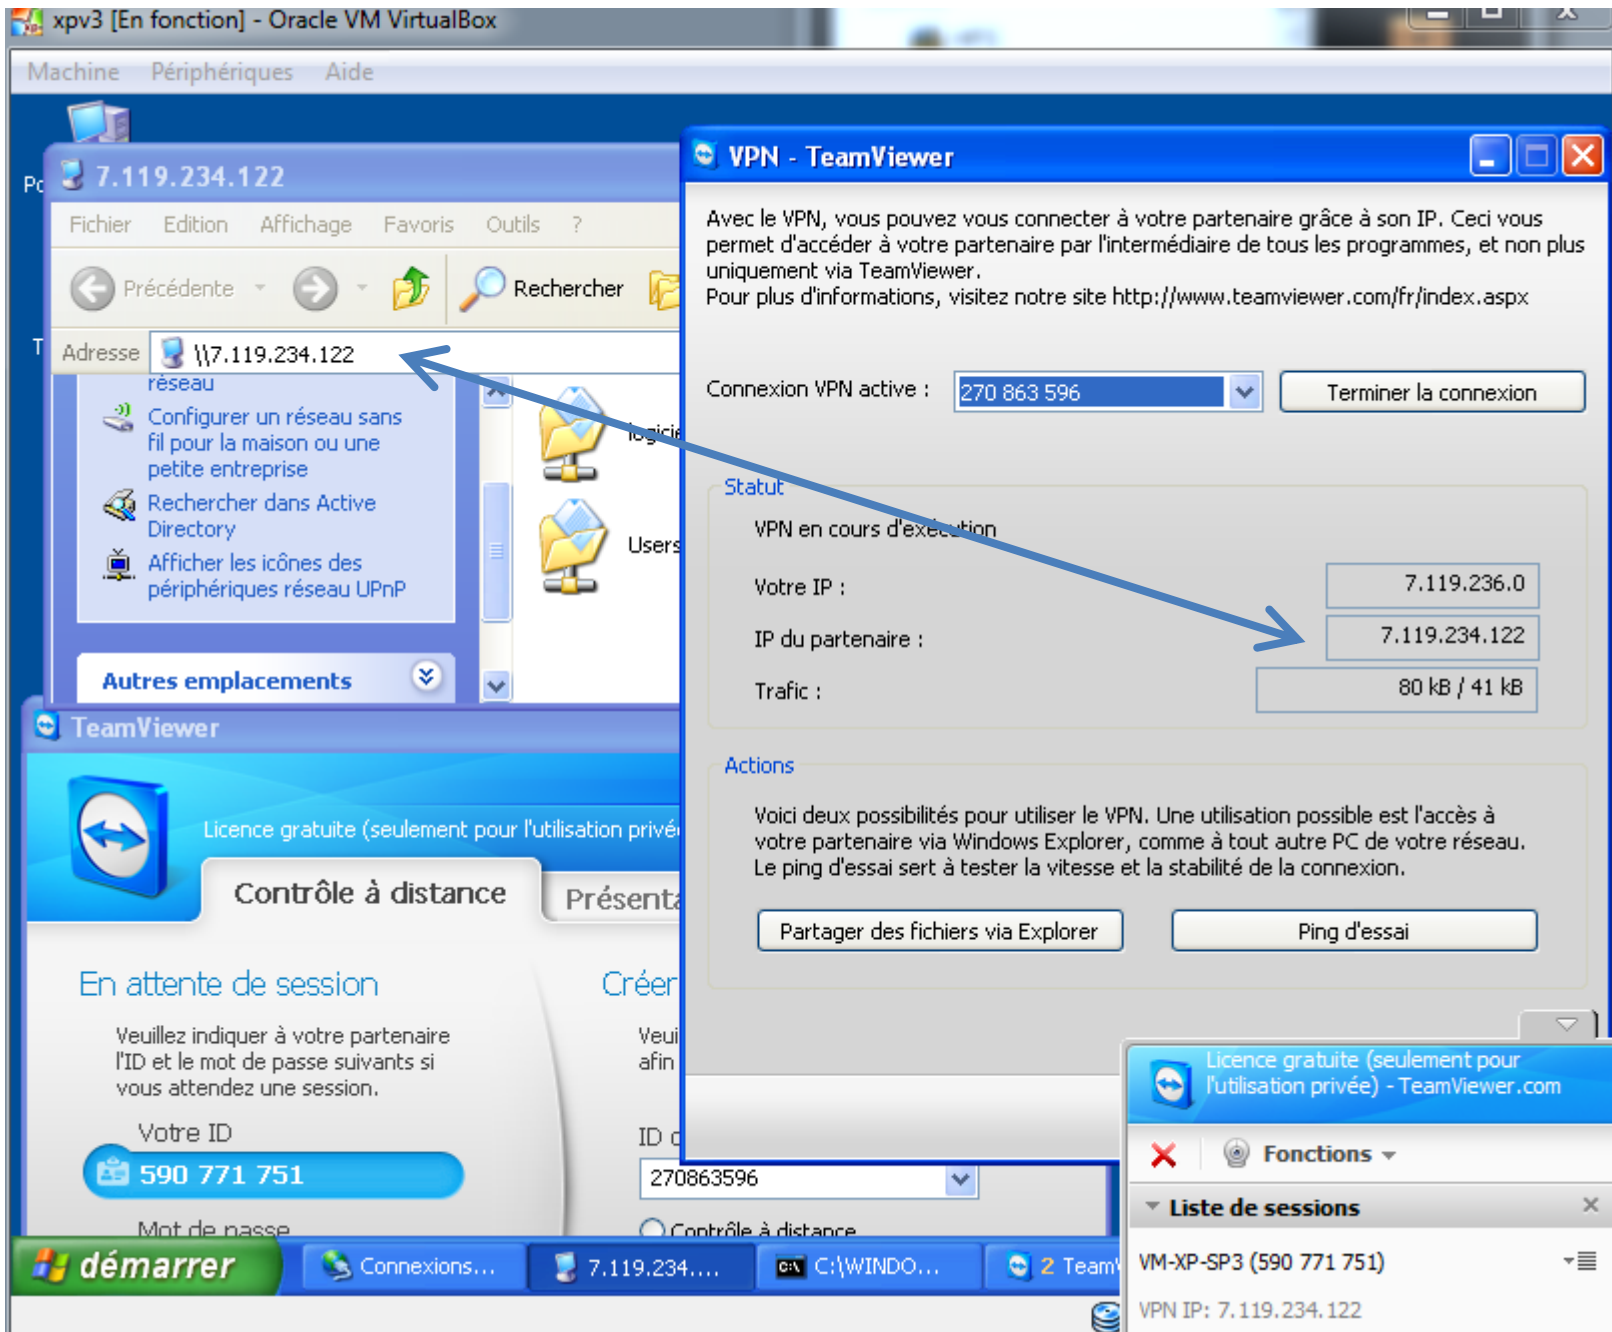 xpv3 [En fonction] - Oracle VM VirtualBox
Machine Périphériques Aide
7.119.234.122
Fichier Edition Affichage Favoris Outils ?
Précédente Rechercher
Adresse \\7.119.234.122
réseau
Configurer un réseau sans
fil pour la maison ou une
petite entreprise
Rechercher dans Active
Directory
Afficher les icônes des
périphériques réseau UPnP
Autres emplacements
Users
VPN - TeamViewer
Avec le VPN, vous pouvez vous connecter à votre partenaire grâce à son IP. Ceci vous
permet d'accéder à votre partenaire par l'intermédiaire de tous les programmes, et non plus
uniquement via TeamViewer.
Pour plus d'informations, visitez notre site http://www.teamviewer.com/fr/index.aspx
Connexion VPN active : 270 863 596 Terminer la connexion
Statut
VPN en cours d'exécution
Votre IP : 7.119.236.0
IP du partenaire : 7.119.234.122
Trafic : 80 kB / 41 kB
Actions
Voici deux possibilités pour utiliser le VPN. Une utilisation possible est l'accès à
votre partenaire via Windows Explorer, comme à tout autre PC de votre réseau.
Le ping d'essai sert à tester la vitesse et la stabilité de la connexion.
Partager des fichiers via Explorer Ping d'essai
TeamViewer
Licence gratuite (seulement pour l'utilisation privé
Contrôle à distance Présenta
En attente de session
Veuillez indiquer à votre partenaire
l'ID et le mot de passe suivants si
vous attendez une session.
Votre ID
590 771 751
Mot de passe
Créer
Veui
afin
ID d
270863596
Contrôle à distance
Licence gratuite (seulement pour
l'utilisation privée) - TeamViewer.com
Fonctions
Liste de sessions
VM-XP-SP3 (590 771 751)
VPN IP: 7.119.234.122
démarrer Connexions... 7.119.234.... C:\WINDO... 2 Team